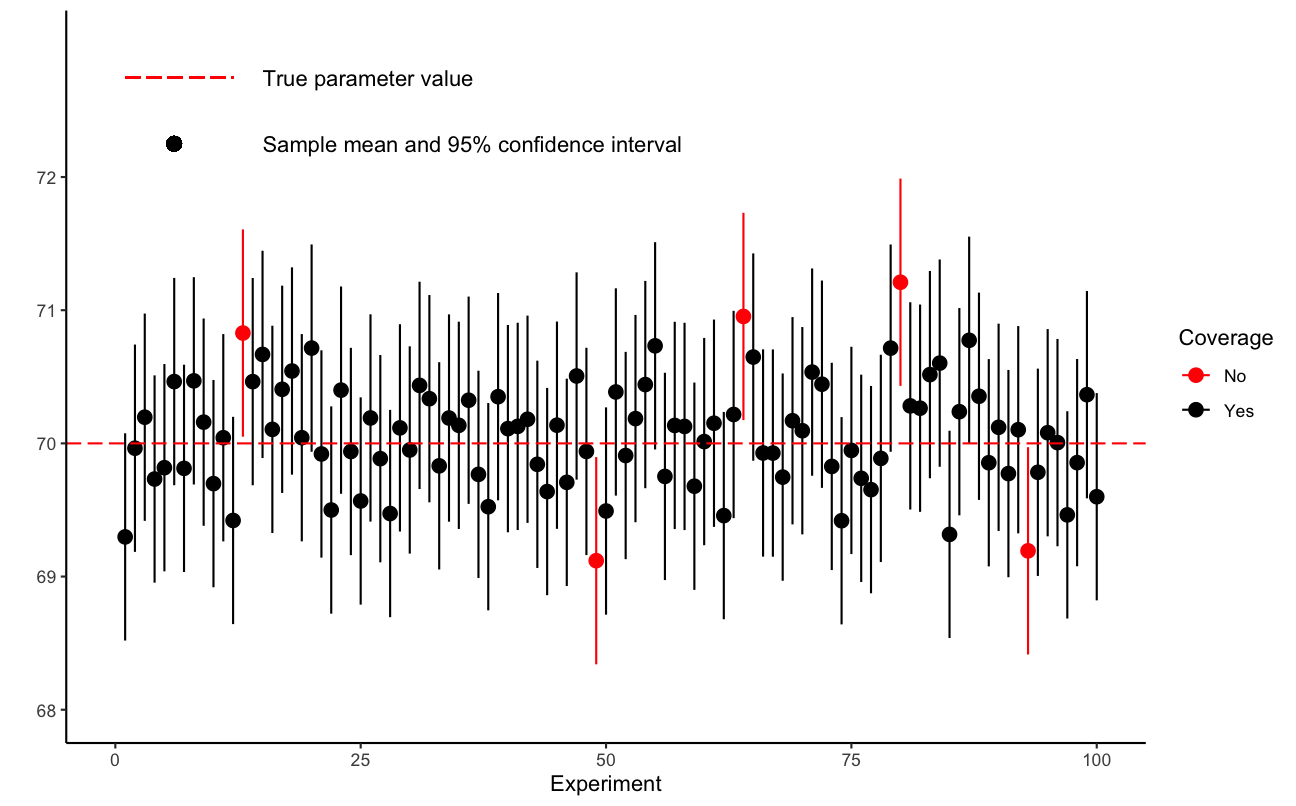 True parameter value
Sample mean and 95% confidence interval
72
71
70
69
68
0 25 50 75 100
Experiment
Coverage
No
Yes